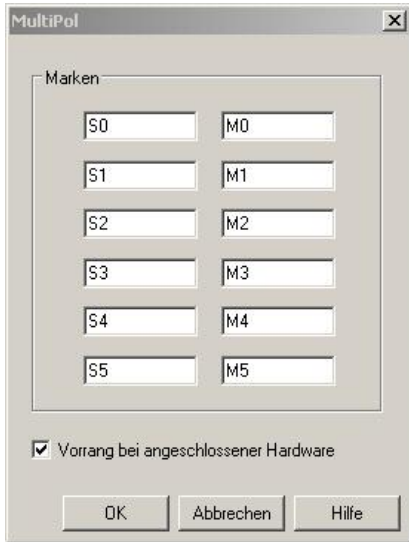 MultiPol
Marken
S0 M0
S1 M1
S2 M2
S3 M3
S4 M4
S5 M5
Vorrang bei angeschlossener Hardware
OK Abbrechen Hilfe